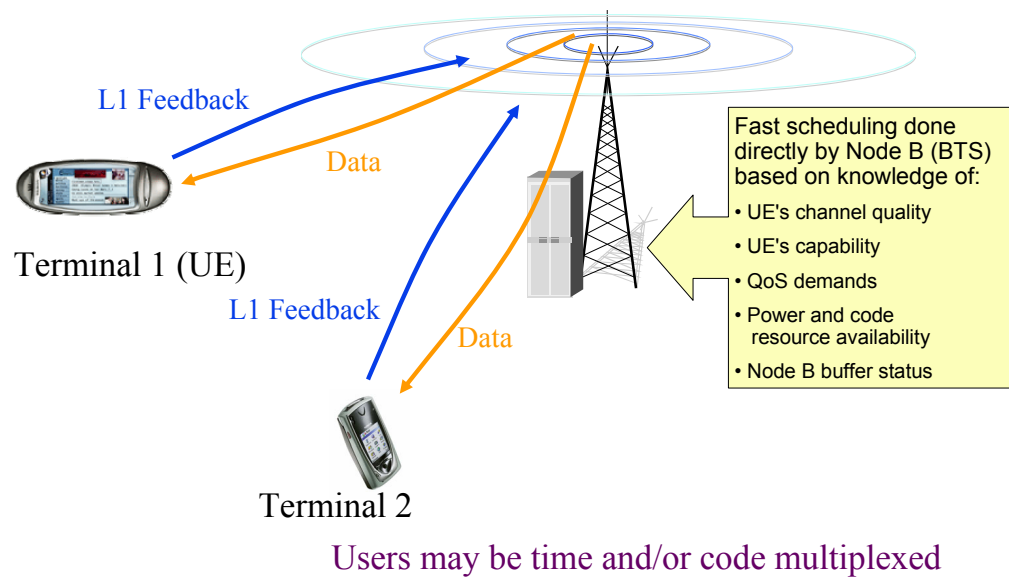 L1 Feedback
Data
Terminal 1 (UE)
L1 Feedback
Data
Terminal 2
Fast scheduling done
directly by Node B (BTS)
based on knowledge of:
• UE's channel quality
• UE's capability
• QoS demands
• Power and code
resource availability
• Node B buffer status
Users may be time and/or code multiplexed